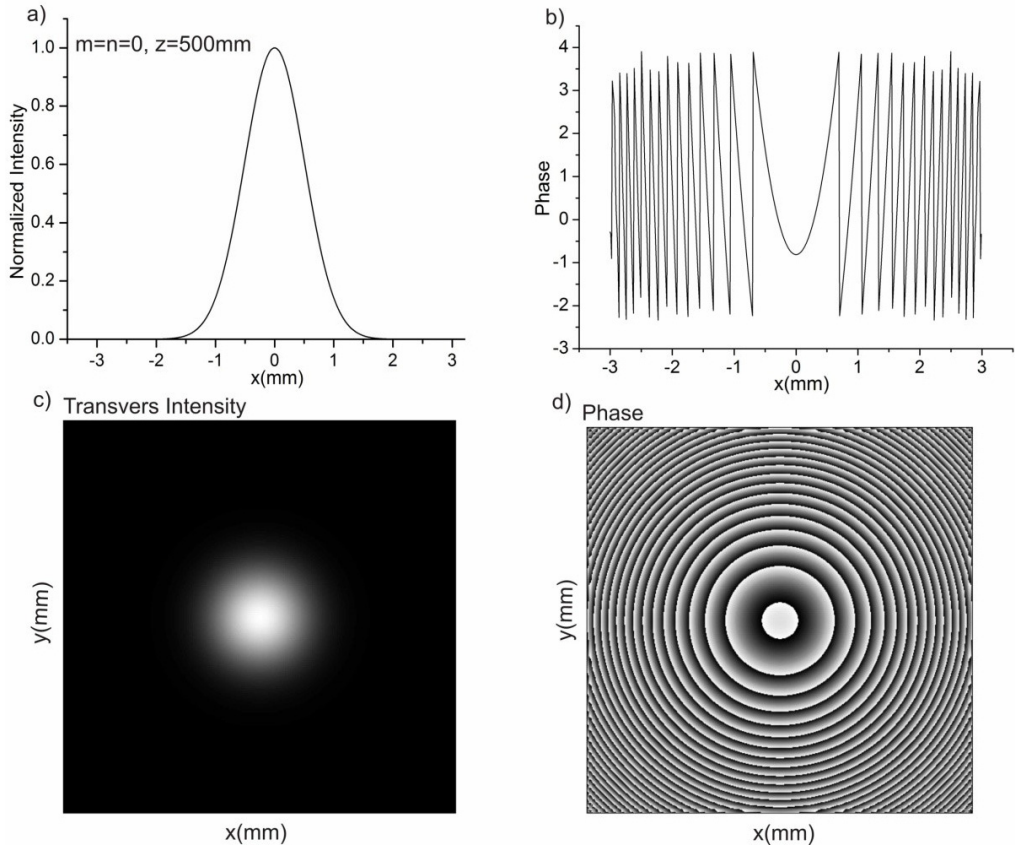 a)
m=n=0, z=500mm
Normalized Intensity
1.0
0.8
0.6
0.4
0.2
0.0
-3 -2 -1 0 1 2 3
x(mm)
b)
Phase
5
4
3
2
1
0
-1
-2
-3
-3 -2 -1 0 1 2 3
x(mm)
c) Transvers Intensity
y(mm)
x(mm)
d) Phase
y(mm)
x(mm)